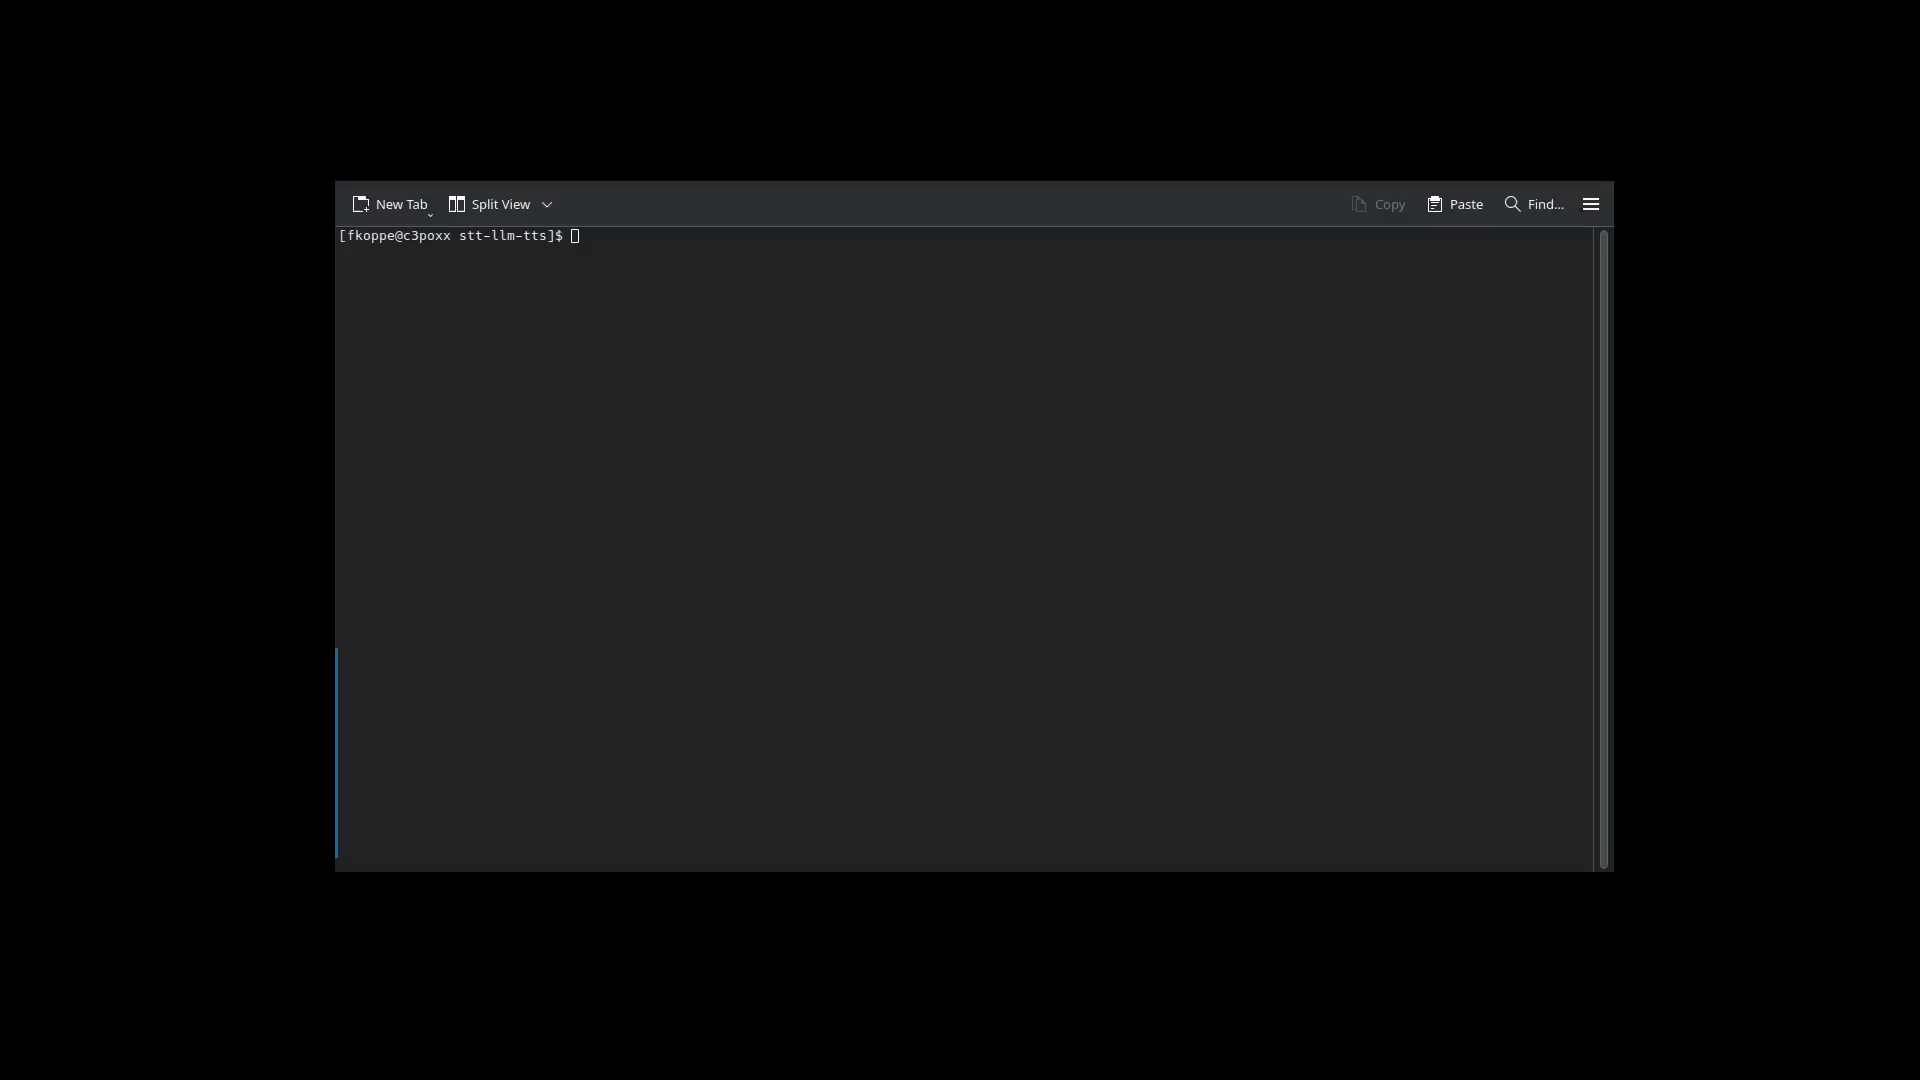 New Tab Split View Copy Paste Find...
[fkoppe@c3poxx stt-llm-tts]$